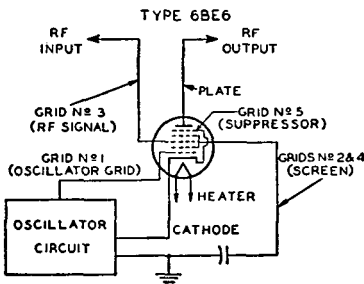 TYPE 6BE6
RF
INPUT
RF
OUTPUT
PLATE
GRID Nº 3
(RF SIGNAL)
GRID Nº 5
(SUPPRESSOR)
GRID Nº 1
(OSCILLATOR GRID)
GRIDS Nº 2&4
(SCREEN)
HEATER
CATHODE
OSCILLATOR
CIRCUIT